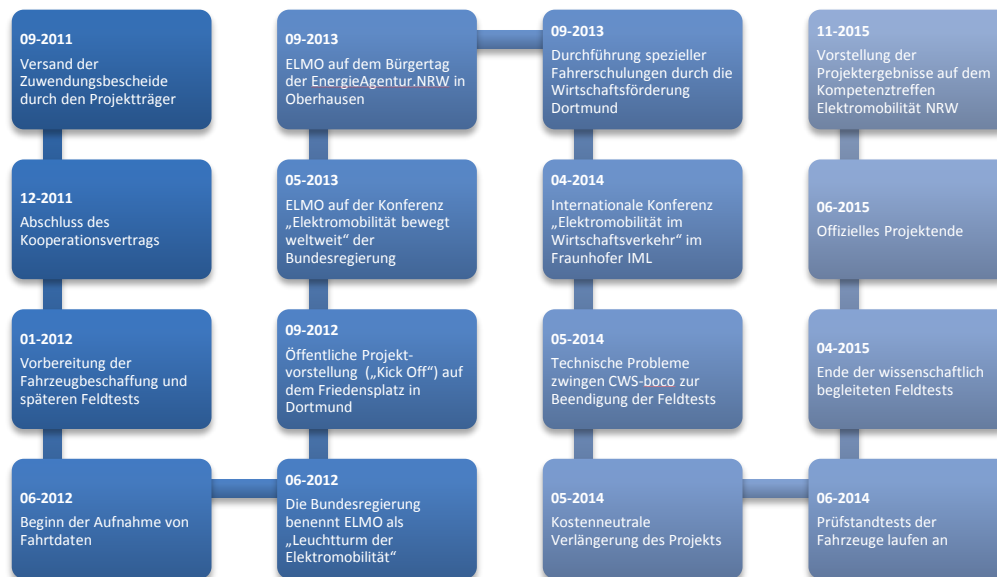 09-2011
Versand der
Zuwendungsbescheide
durch den Projektträger
12-2011
Abschluss des
Kooperationsvertrags
01-2012
Vorbereitung der
Fahrzeugbeschaffung und
späteren Feldtests
06-2012
Beginn der Aufnahme von
Fahrtdaten
06-2012
Die Bundesregierung
benennt ELMO als
„Leuchtturm der
Elektromobilität“
09-2012
Öffentliche Projekt-
vorstellung („Kick Off“) auf
dem Friedensplatz in
Dortmund
05-2013
ELMO auf der Konferenz
„Elektromobilität bewegt
weltweit“ der
Bundesregierung
09-2013
ELMO auf dem Bürgertag
der EnergieAgentur.NRW in
Oberhausen
09-2013
Durchführung spezieller
Fahrerschulungen durch die
Wirtschaftsförderung
Dortmund
04-2014
Internationale Konferenz
„Elektromobilität im
Wirtschaftsverkehr“ im
Fraunhofer IML
05-2014
Technische Probleme
zwingen CWS-boco zur
Beendigung der Feldtests
05-2014
Kostenneutrale
Verlängerung des Projekts
06-2014
Prüfstandtests der
Fahrzeuge laufen an
04-2015
Ende der wissenschaftlich
begleiteten Feldtests
06-2015
Offizielles Projektende
11-2015
Vorstellung der
Projektergebnisse auf dem
Kompetenztreffen
Elektromobilität NRW